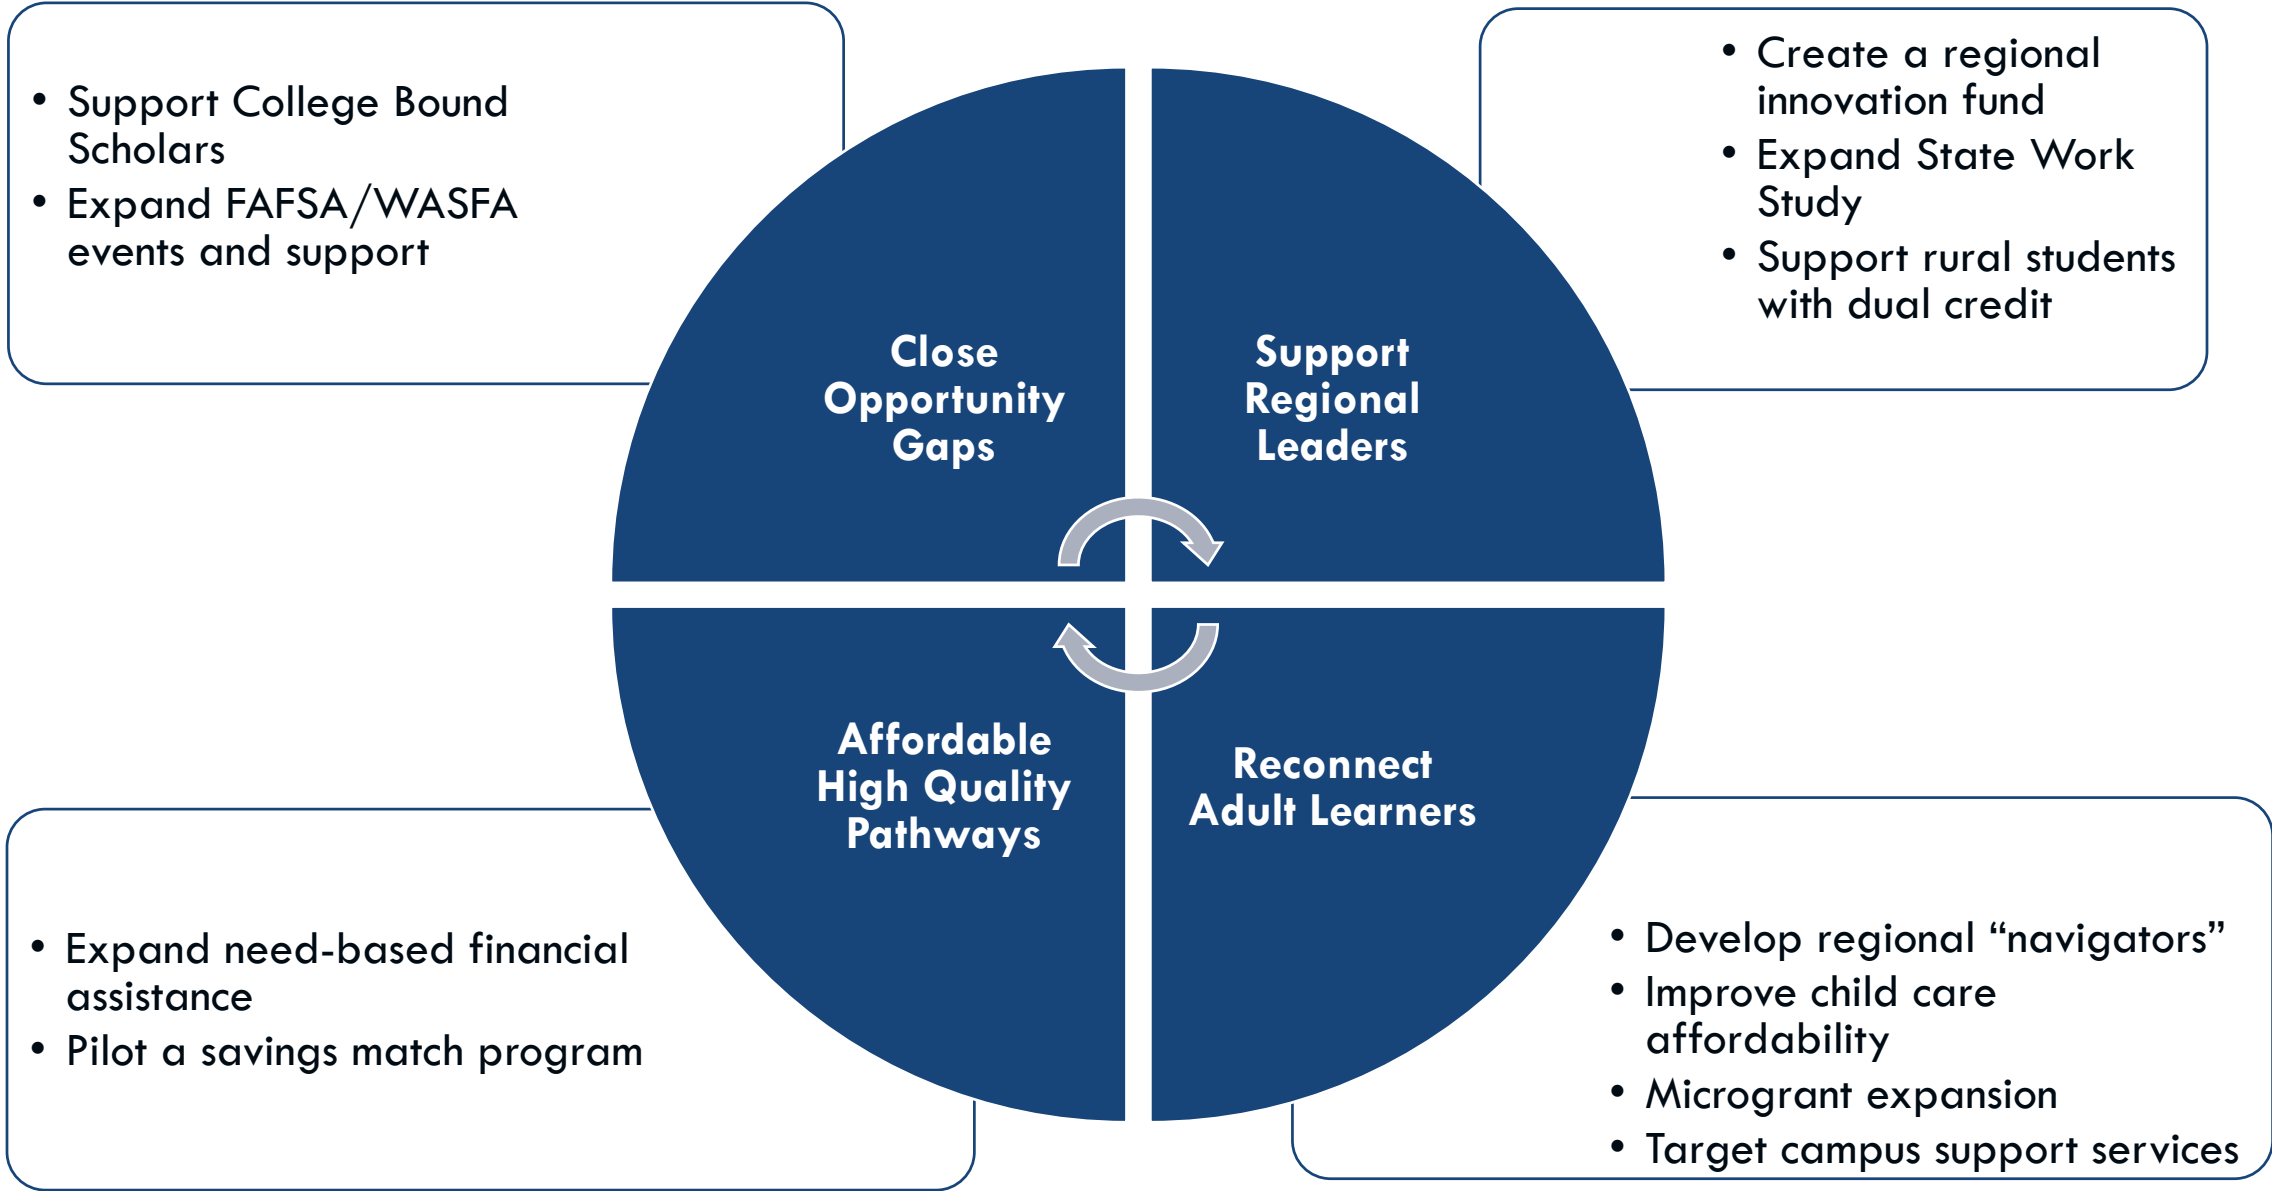 • Support College Bound
Scholars
• Expand FAFSA/WASFA
events and support
• Create a regional
innovation fund
• Expand State Work
Study
• Support rural students
with dual credit
Close
Opportunity
Gaps
Support
Regional
Leaders
Affordable
High Quality
Pathways
Reconnect
Adult Learners
• Expand need-based financial
assistance
• Pilot a savings match program
• Develop regional “navigators”
• Improve child care
affordability
• Microgrant expansion
• Target campus support services